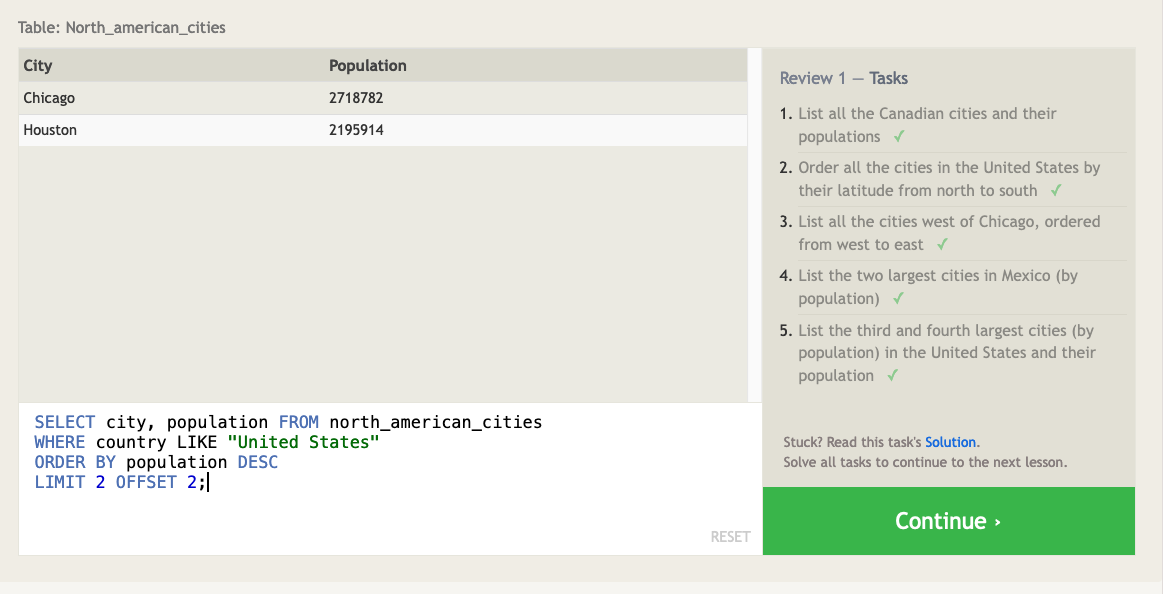 Table: North_american_cities
City Population
Chicago 2718782
Houston 2195914
SELECT city, population FROM north_american_cities
WHERE country LIKE "United States"
ORDER BY population DESC
LIMIT 2 OFFSET 2;
RESET
Review 1 — Tasks
1. List all the Canadian cities and their
populations ✓
2. Order all the cities in the United States by
their latitude from north to south ✓
3. List all the cities west of Chicago, ordered
from west to east ✓
4. List the two largest cities in Mexico (by
population) ✓
5. List the third and fourth largest cities (by
population) in the United States and their
population ✓
Stuck? Read this task's Solution.
Solve all tasks to continue to the next lesson.
Continue ›